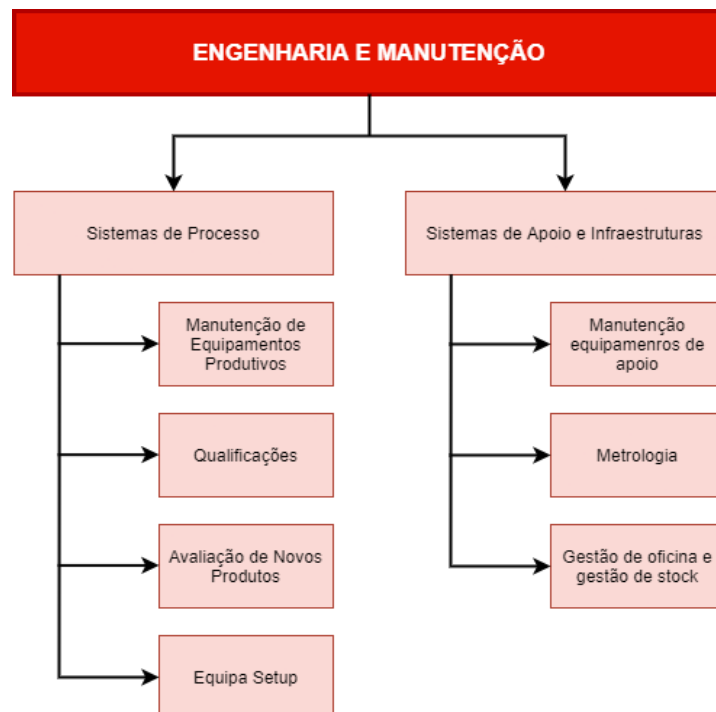 ENGENHARIA E MANUTENÇÃO
Sistemas de Processo
Sistemas de Apoio e Infraestruturas
Manutenção de
Equipamentos
Produtivos
Manutenção
equipamenros de
apoio
Qualificações
Metrologia
Avaliação de Novos
Produtos
Gestão de oficina e
gestão de stock
Equipa Setup